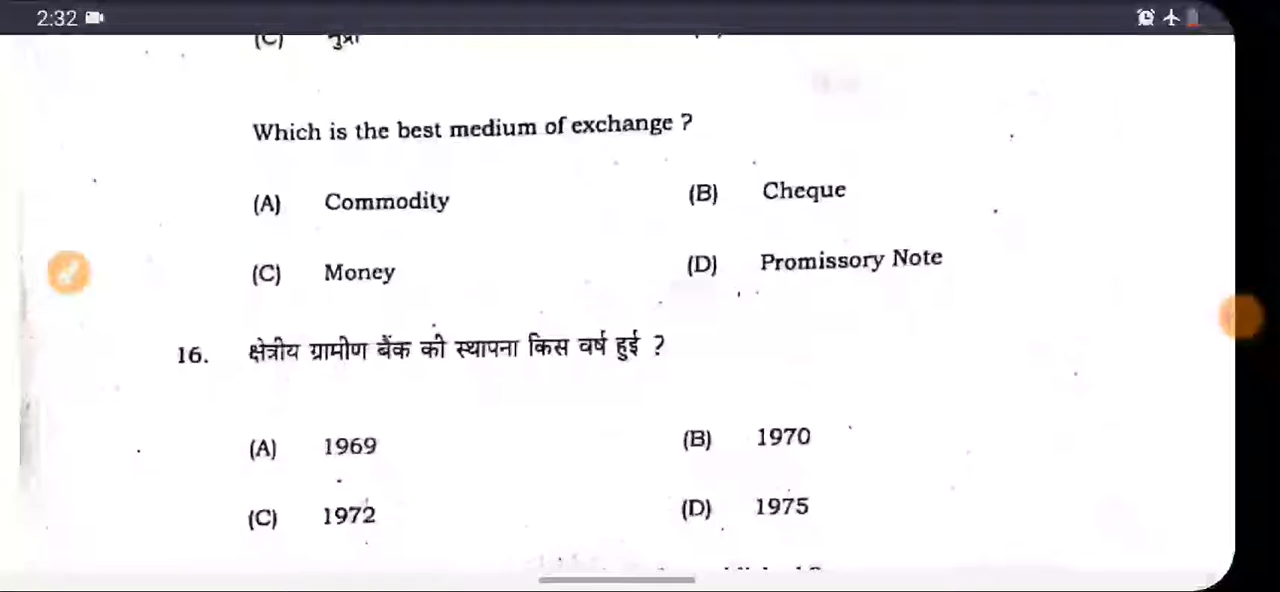 2:32
(C) मुद्रा
Which is the best medium of exchange ?
(A) Commodity (B) Cheque
(C) Money (D) Promissory Note
16. क्षेत्रीय ग्रामीण बैंक की स्थापना किस वर्ष हुई ?
(A) 1969 (B) 1970
(C) 1972 (D) 1975